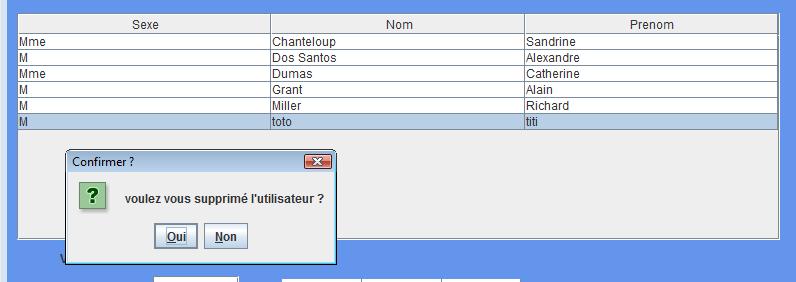 Sexe Nom Prenom
Mme Chanteloup Sandrine
M Dos Santos Alexandre
Mme Dumas Catherine
M Grant Alain
M Miller Richard
M toto titi
Confirmer ?
voulez vous supprimé l'utilisateur ?
Oui Non